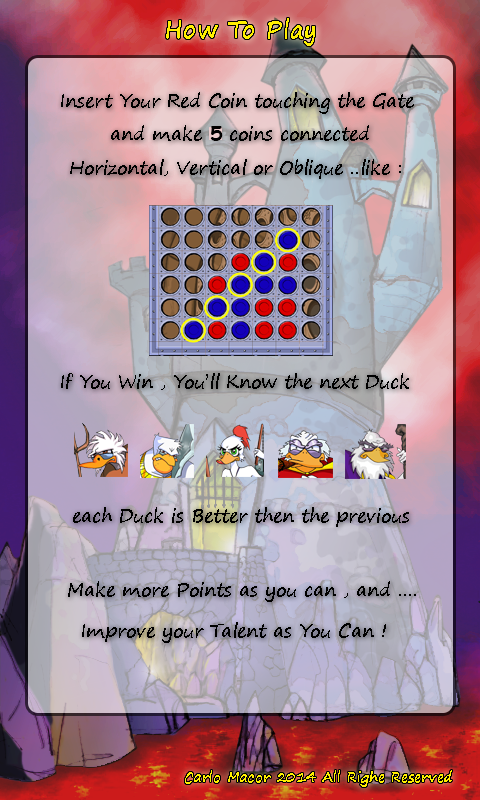 How To Play
Insert Your Red Coin touching the Gate
and make 5 coins connected
Horizontal, Vertical or Oblique ..like :
If You Win , You'll Know the next Duck
each Duck is Better then the previous
Make more Points as you can , and ....
Improve your Talent as You Can !
Carlo Macor 2014 All Righe Reserved